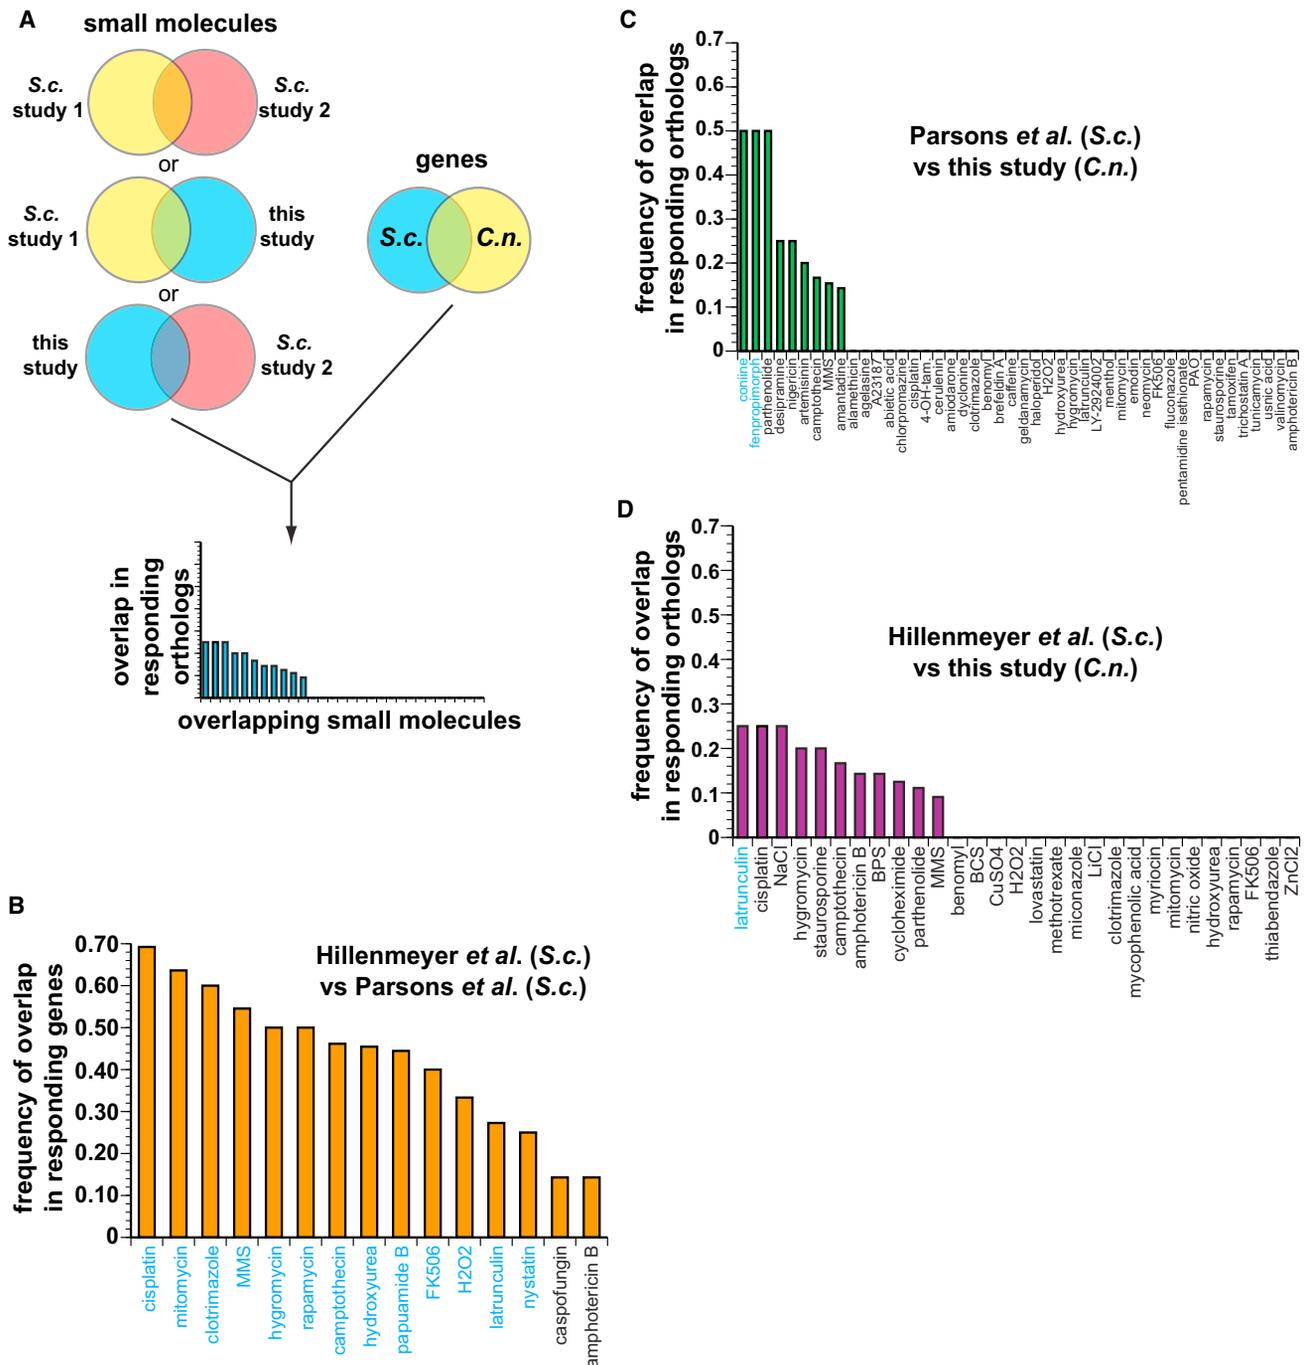 A
small molecules
S.c.
study 1
S.c.
study 2
or
S.c.
study 1
this
study
or
this
study
S.c.
study 2
genes
S.c.
C.n.
overlap in
responding
orthologs
overlapping small molecules
B
frequency of overlap
in responding genes
0.70
0.60
0.50
0.40
0.30
0.20
0.10
0
Hillenmeyer et al. (S.c.)
vs Parsons et al. (S.c.)
cisplatin
mitomycin
clotrimazole
MMS
hygromycin
rapamycin
camptothecin
hydroxyurea
papuamide B
FK506
H2O2
latrunculin
nystatin
caspofungin
amphotericin B
C
frequency of overlap
in responding orthologs
0.7
0.6
0.5
0.4
0.3
0.2
0.1
0
Parsons et al. (S.c.)
vs this study (C.n.)
coniine
fenpropimorph
parthenolide
desipramine
nigericin
artemisinin
camptothecin
MMS
amantadine
alamethicin
agelasine
A23187
abietic acid
chlorpromazine
cisplatin
4-OH-tam.
cerulenin
amiodarone
dyclonine
clotrimazole
benomyl
brefeldin A
caffeine
geldanamycin
haloperidol
H2O2
hydroxyurea
hygromycin
latrunculin
LY-2924002
menthol
mitomycin
emodin
neomycin
FK506
fluconazole
pentamidine isethionate
PAO
rapamycin
staurosporine
tamoxifen
trichostatin A
tunicamycin
usnic acid
valinomycin
amphotericin B
D
frequency of overlap
in responding orthologs
0.7
0.6
0.5
0.4
0.3
0.2
0.1
0
Hillenmeyer et al. (S.c.)
vs this study (C.n.)
latrunculin
cisplatin
NaCl
hygromycin
staurosporine
camptothecin
amphotericin B
BPS
cycloheximide
parthenolide
MMS
benomyl
BCS
CuSO4
H2O2
lovastatin
methotrexate
miconazole
LiCl
clotrimazole
mycophenolic acid
myriocin
mitomycin
nitric oxide
hydroxyurea
rapamycin
FK506
thiabendazole
ZnCl2